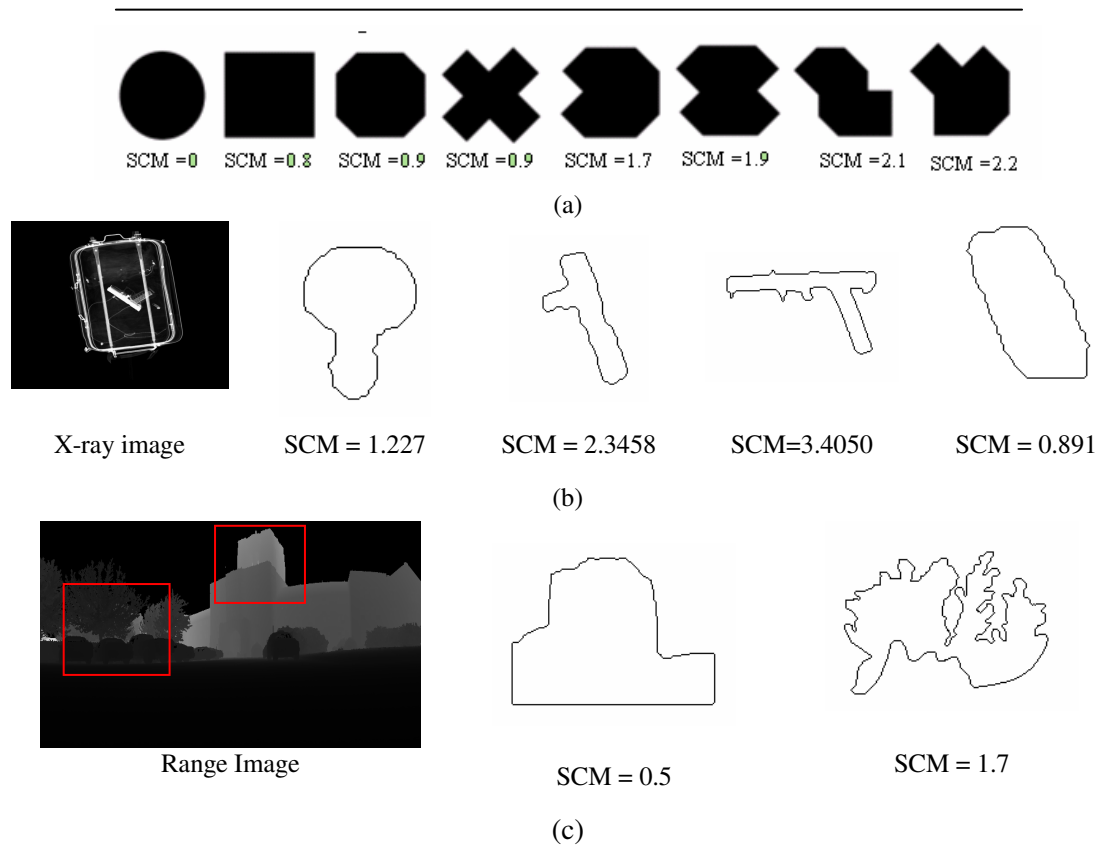 SCM =0 SCM =0.8 SCM =0.9 SCM =0.9 SCM =1.7 SCM =1.9 SCM =2.1 SCM =2.2
(a)
X-ray image SCM = 1.227 SCM = 2.3458 SCM=3.4050 SCM = 0.891
(b)
Range Image SCM = 0.5 SCM = 1.7
(c)